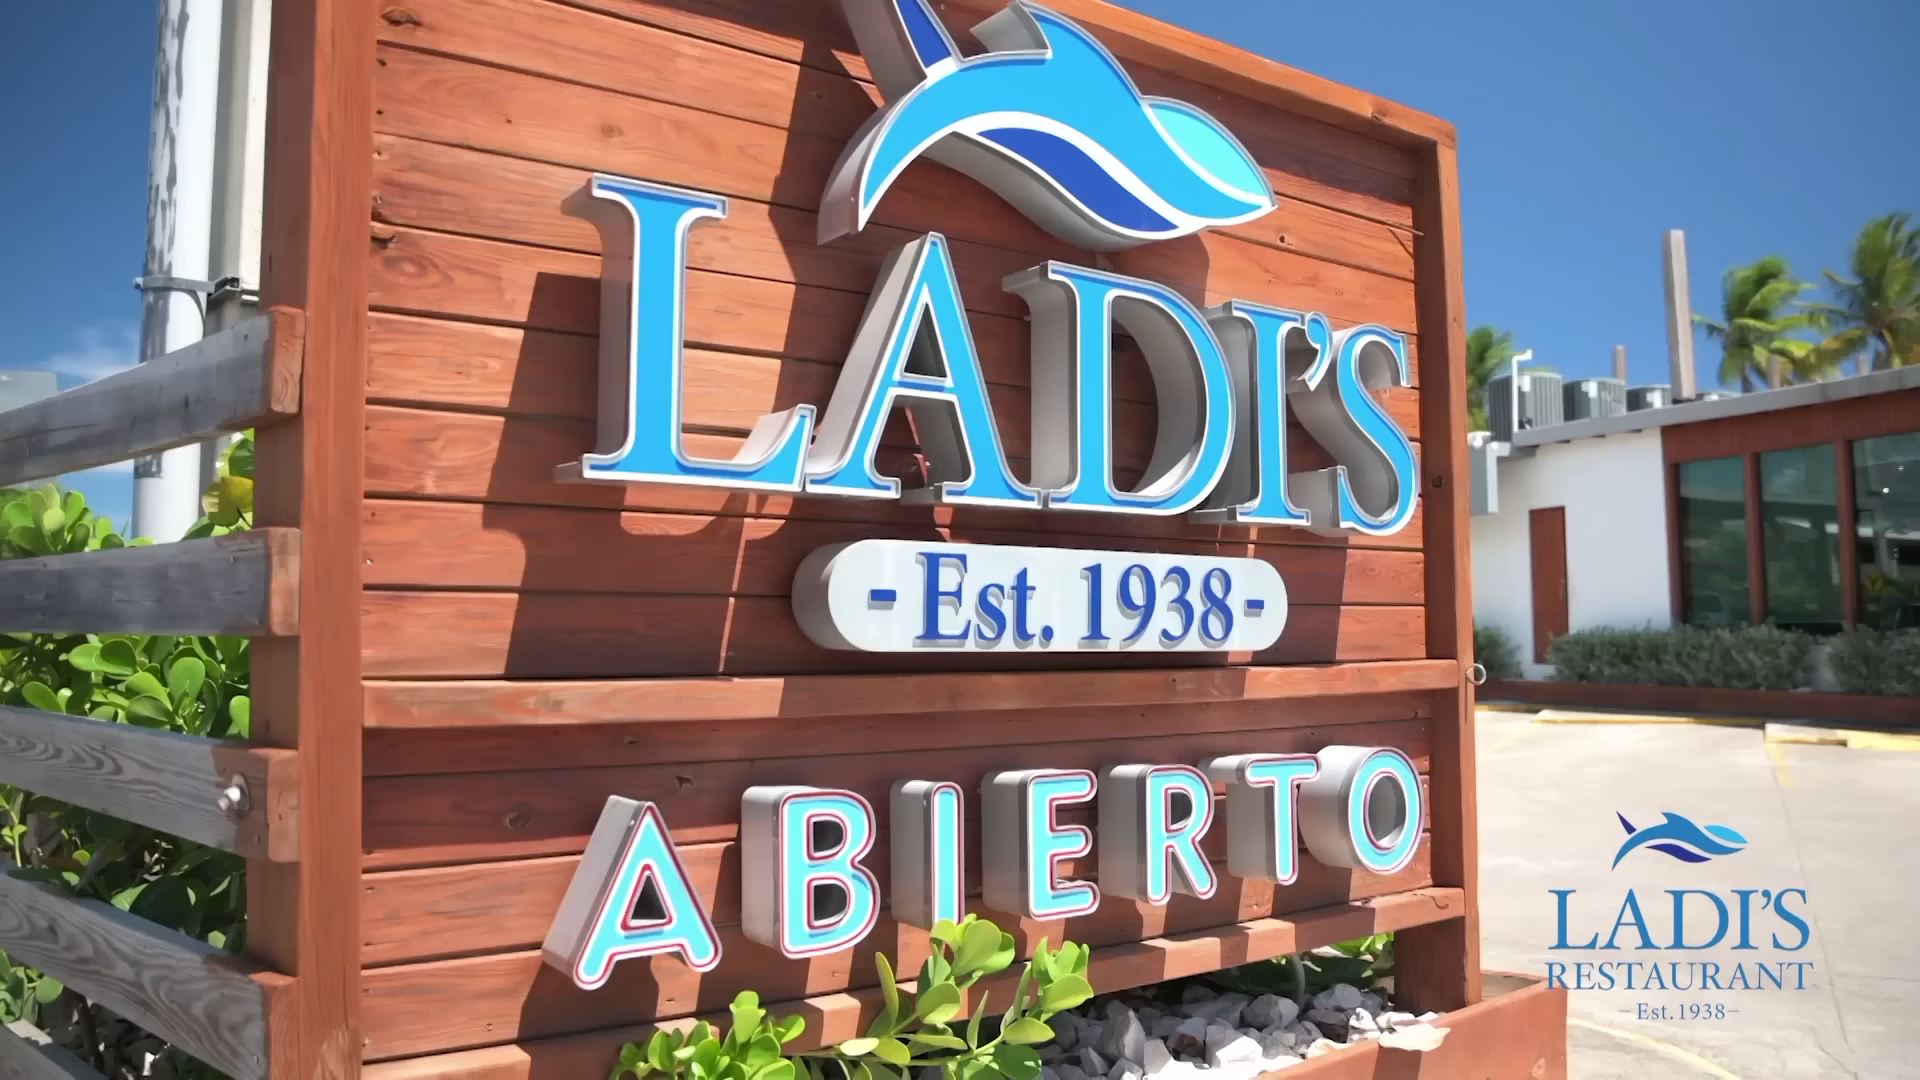 LADI'S
- Est. 1938 -
ABIERTO
LADI'S
RESTAURANT
- Est. 1938 -